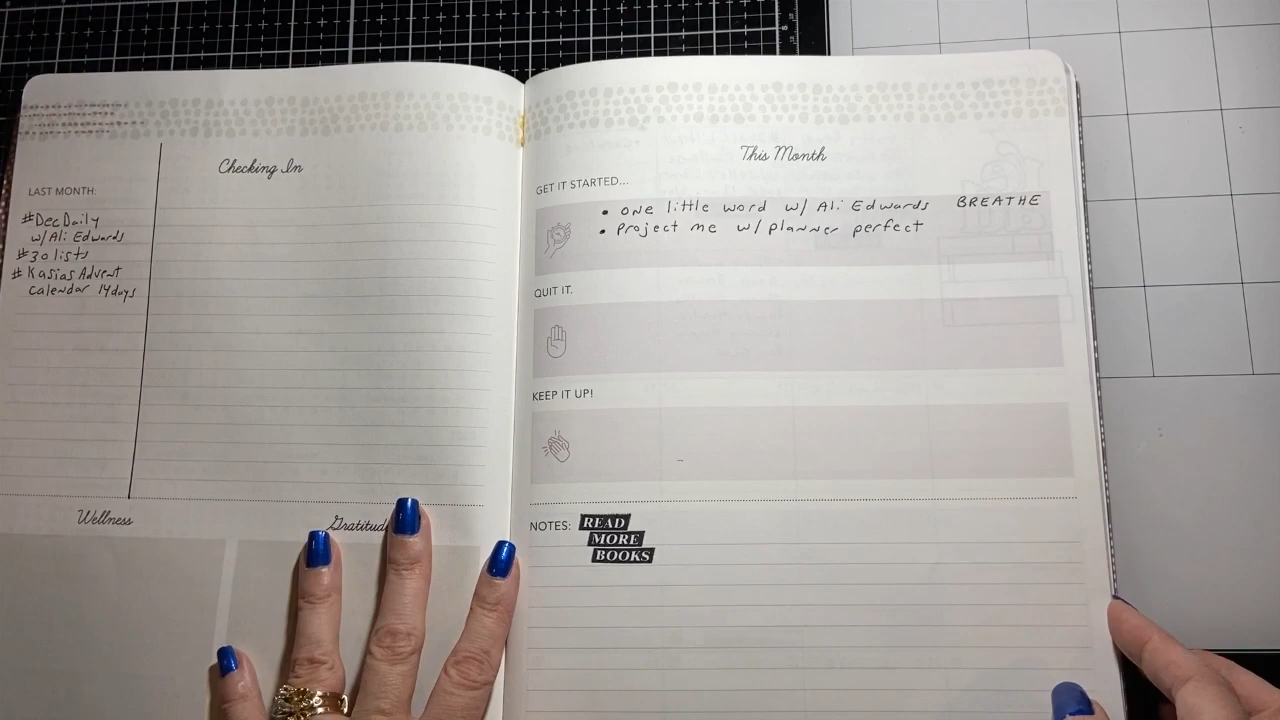 Checking In
LAST MONTH:
#DecDaily
w/Ali Edwards
#30 lists
#Kasias Advent
Calendar 14days
Wellness
Gratitud
This Month
GET IT STARTED...
• one little word w/ Ali Edwards BREATHE
• Project me w/ planner perfect
QUIT IT.
KEEP IT UP!
NOTES:
READ
MORE
BOOKS